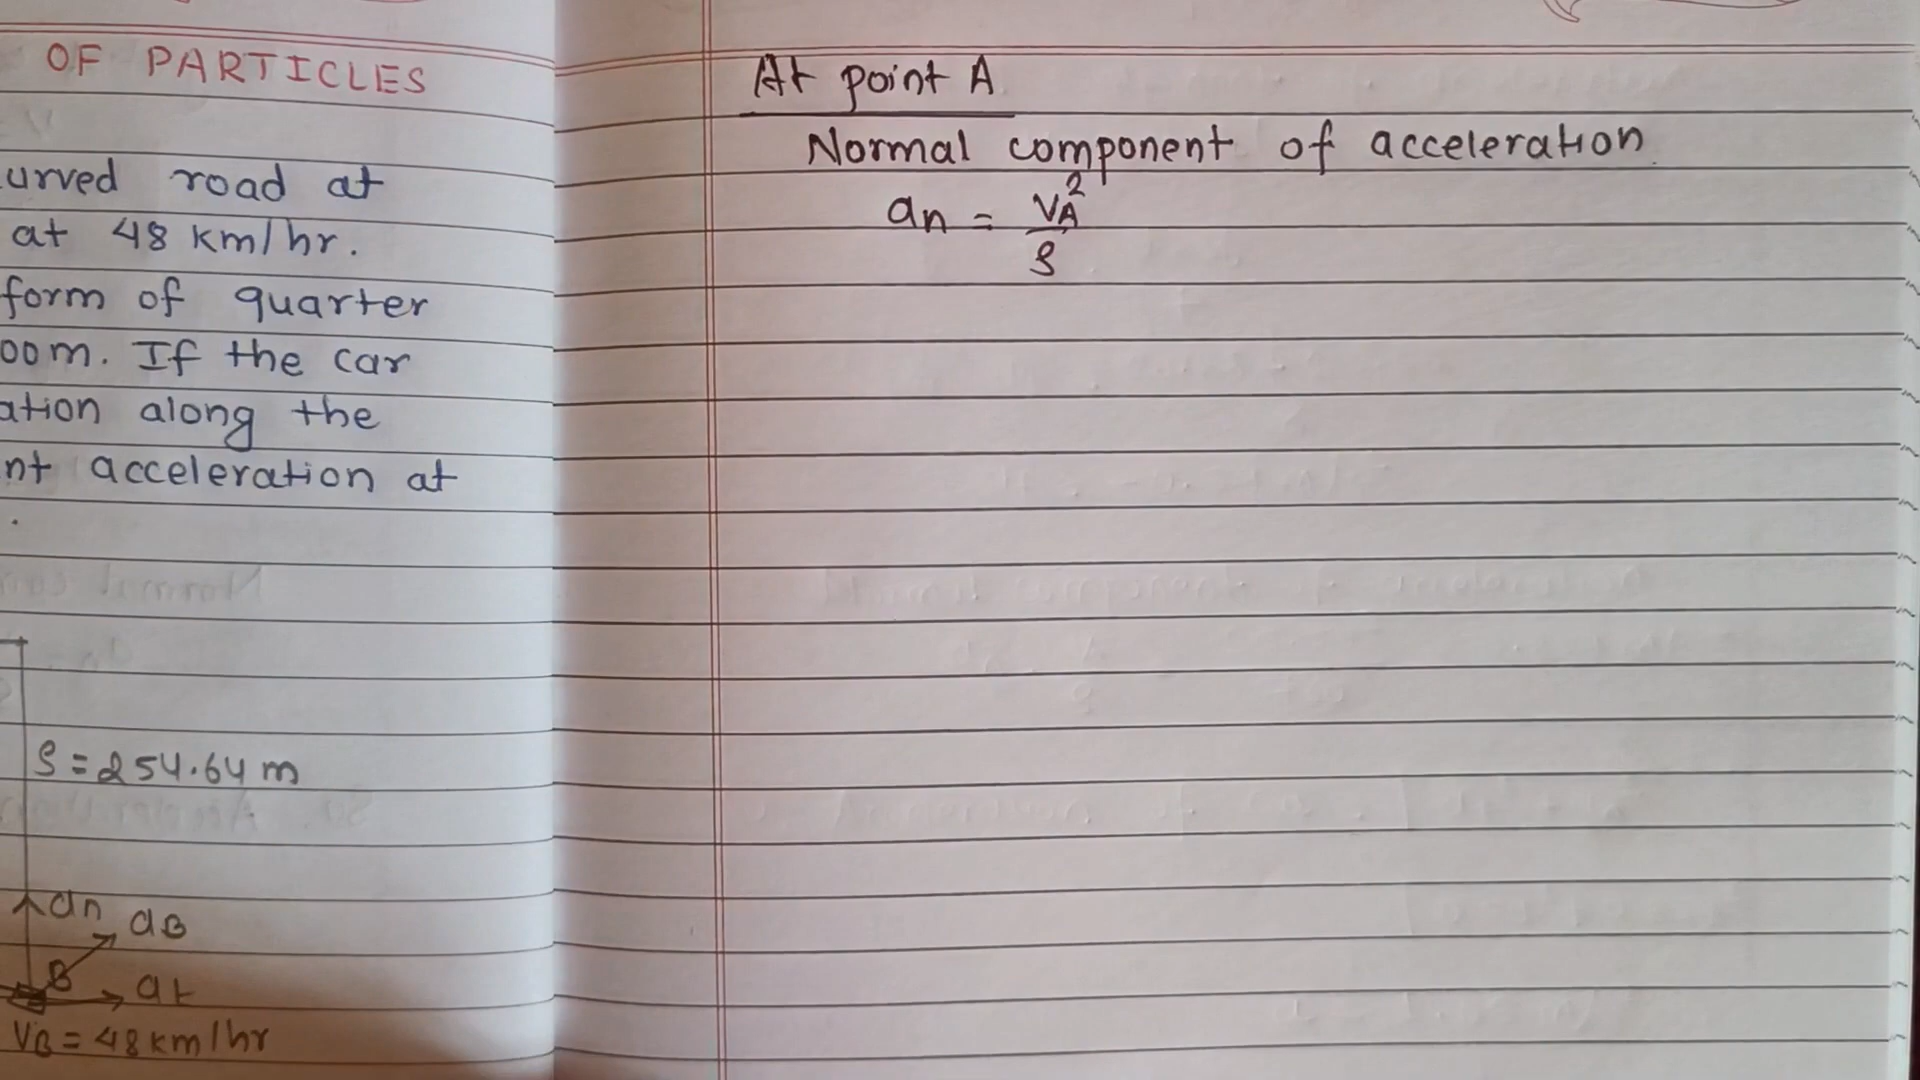 OF PARTICLES
urved road at
at 48 km/hr.
form of quarter
00m. If the car
ation along the
nt acceleration at
.
ρ = 254.64 m
an
aB
B
at
VB = 48 km/hr
At point A
Normal component of acceleration
an = VA²
ρ